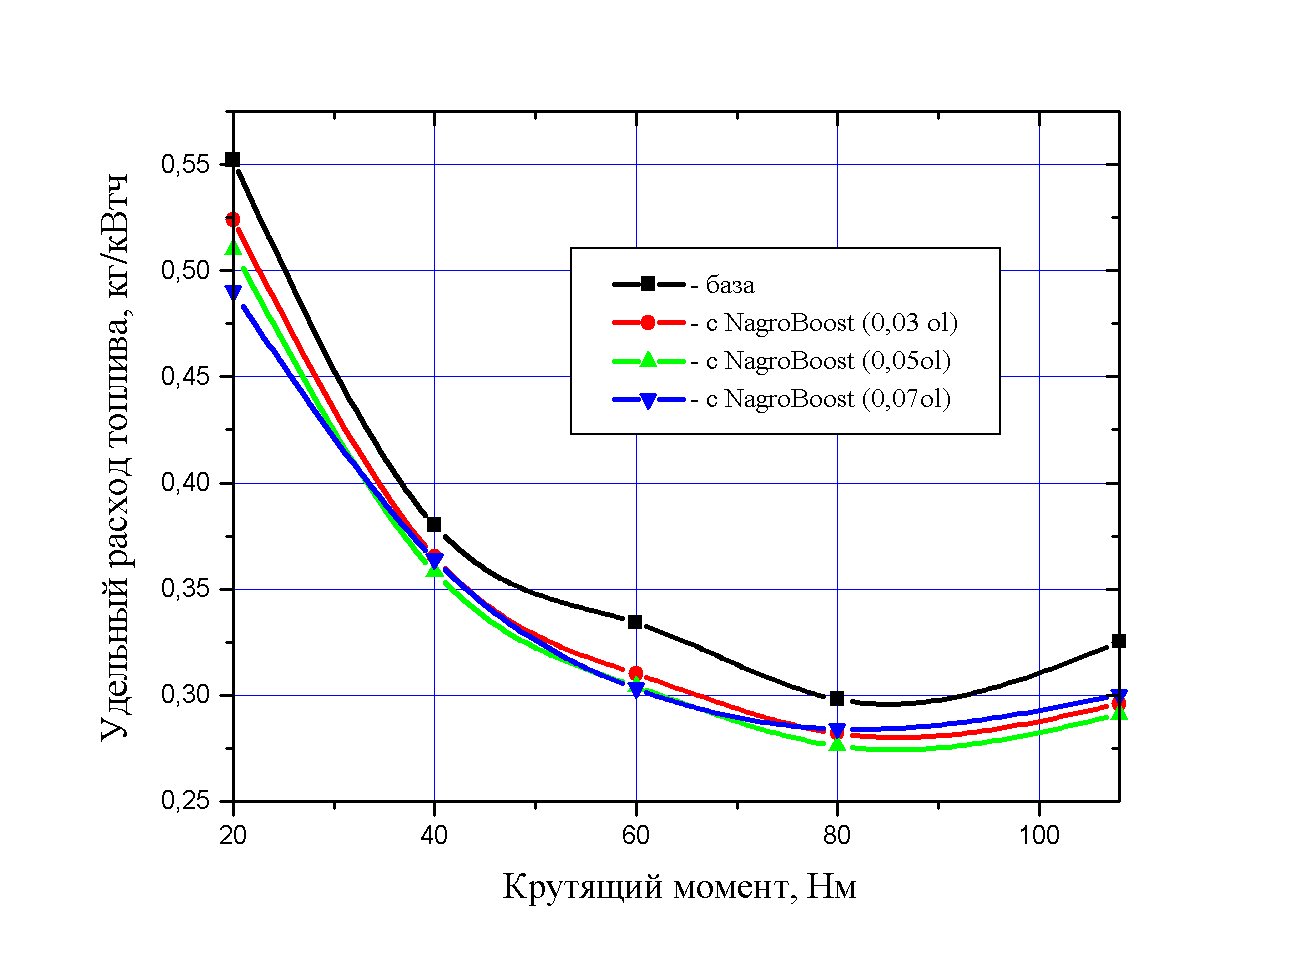 Удельный расход топлива, кг/кВтч
0,55
0,50
0,45
0,40
0,35
0,30
0,25
- база
- с NagroBoost (0,03 ol)
- с NagroBoost (0,05ol)
- с NagroBoost (0,07ol)
20 40 60 80 100
Крутящий момент, Нм